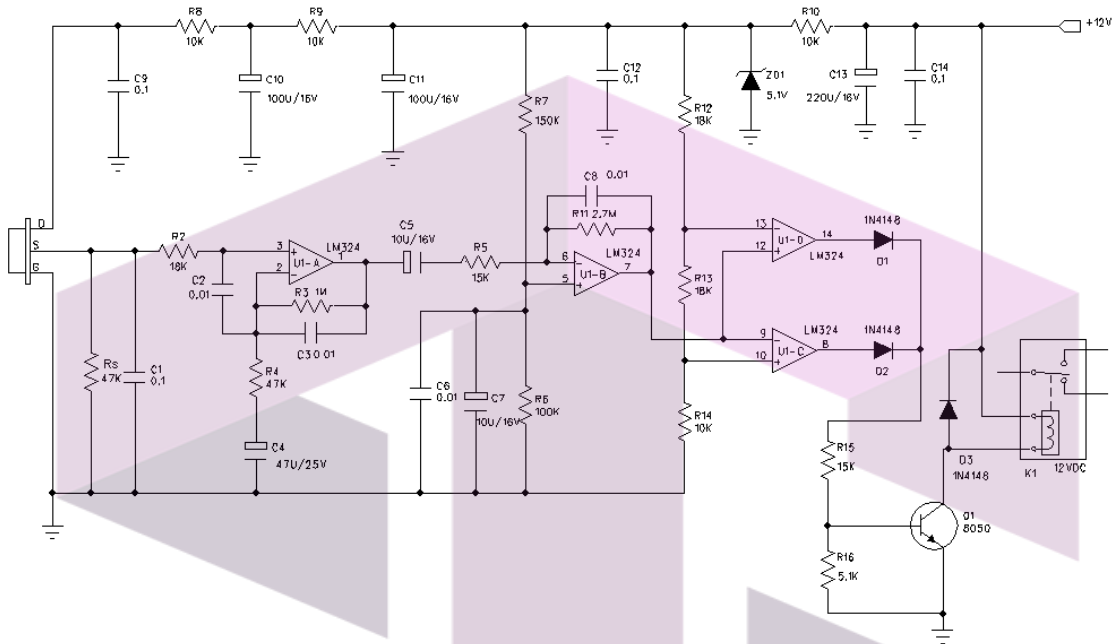 R8
10K
R9
10K
R10
10K
+12V
C9
0.1
C10
100U/16V
C11
100U/16V
C12
0.1
ZD1
5.1V
C13
220U/16V
C14
0.1
R7
150K
R12
18K
D
S
G
R2
18K
C2
0.01
3
2
1
U1-A
LM324
R3 1M
C3 0.01
C5
10U/16V
R5
15K
C8 0.01
R11 2.7M
LM324
6
5
7
U1-B
13
12
14
U1-D
LM324
1N4148
D1
R13
18K
9
10
8
U1-C
LM324
1N4148
D2
Rs
47K
C1
0.1
R4
47K
C4
47U/25V
C6
0.01
C7
10U/16V
R6
100K
R14
10K
R15
15K
R16
5.1K
D3
1N4148
Q1
8050
K1
12VDC